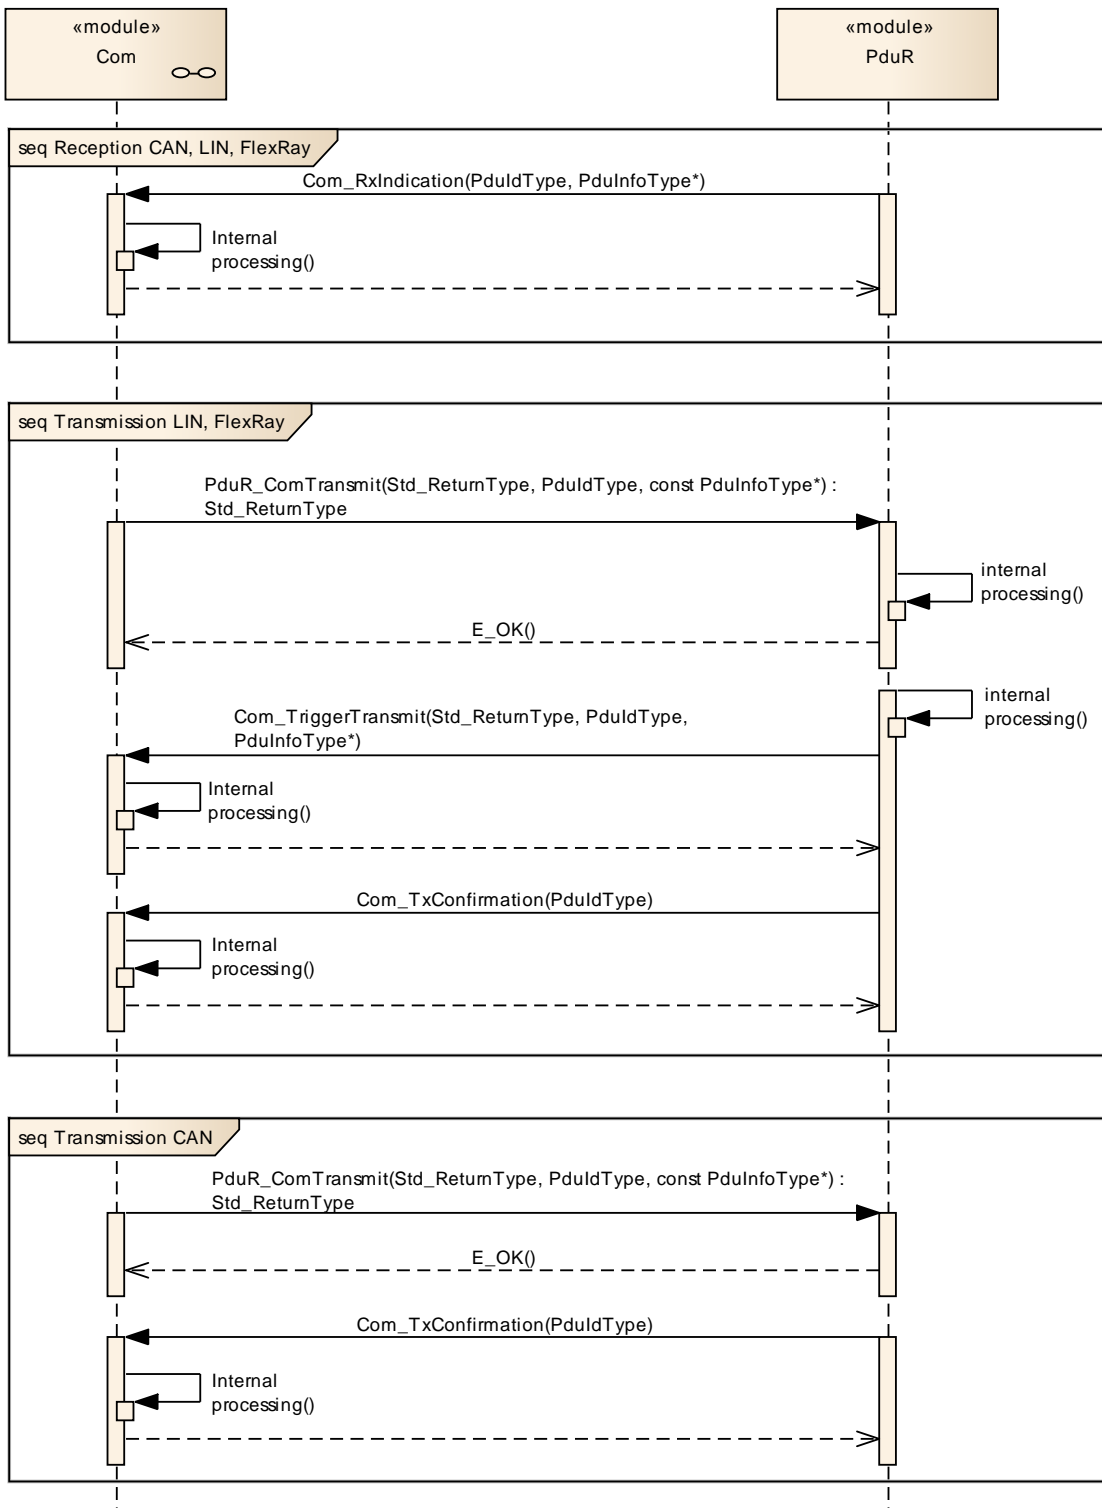 «module»
Com
«module»
PduR
seq Reception CAN, LIN, FlexRay
Com_RxIndication(PduIdType, PduInfoType*)
Internal
processing()
seq Transmission LIN, FlexRay
PduR_ComTransmit(Std_ReturnType, PduIdType, const PduInfoType*) :
Std_ReturnType
internal
processing()
E_OK()
internal
processing()
Com_TriggerTransmit(Std_ReturnType, PduIdType,
PduInfoType*)
Internal
processing()
Com_TxConfirmation(PduIdType)
Internal
processing()
seq Transmission CAN
PduR_ComTransmit(Std_ReturnType, PduIdType, const PduInfoType*) :
Std_ReturnType
E_OK()
Com_TxConfirmation(PduIdType)
Internal
processing()